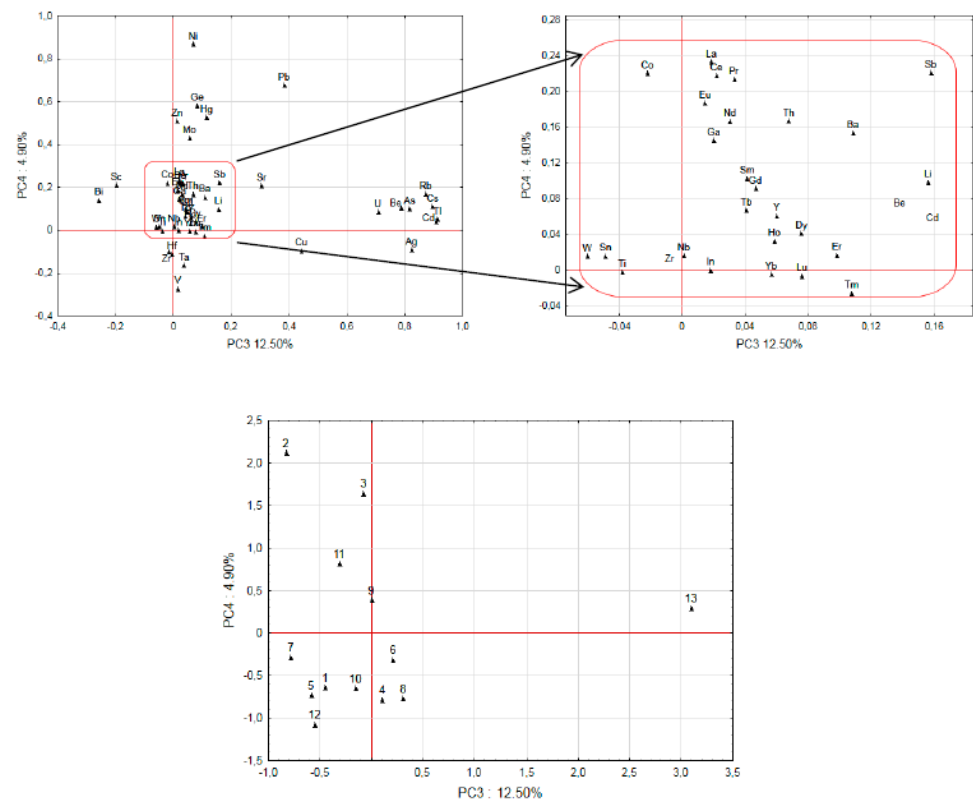 1,0
0,8
0,6
0,4
0,2
0
-0,2
-0,4
PC4 : 4.90%
Ni
Pb
Ge
Hg
Zn
Mo
Sc
Bi
Co
Th
Ba
Sb
Sr
Li
Nb
Er
Hf
Zr
Ta
V
Cu
U
Be
As
Rb
Cs
Cd
Tl
Ag
-0,4
-0,2
0
0,2
0,4
0,6
0,8
1,0
PC3 12.50%
0,28
0,24
0,20
0,16
0,12
0,08
0,04
0
-0,04
PC4 : 4.90%
Co
La
Ce
Pr
Sb
Eu
Nd
Th
Ga
Ba
Sm
Gd
Li
Tb
Y
Be
Cd
Ho
Dy
W
Sn
Ti
Zr
Nb
In
Yb
Lu
Er
Tm
-0,04
0
0,04
0,08
0,12
0,16
PC3 12.50%
2,5
2,0
1,5
1,0
0,5
0
-0,5
-1,0
-1,5
PC4 : 4.90%
2
3
11
9
13
7
6
5
1
10
4
8
12
-1,0
-0,5
0,5
1,0
1,5
2,0
2,5
3,0
3,5
PC3 : 12.50%